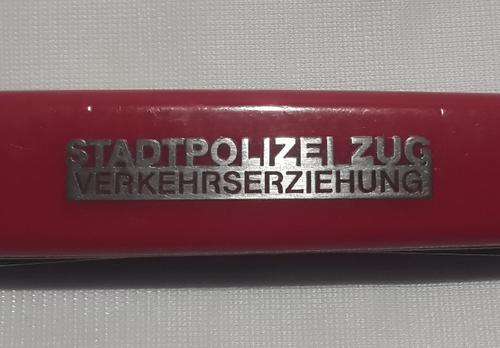 STADTPOLIZEI ZUG
VERKEHRSERZIEHUNG